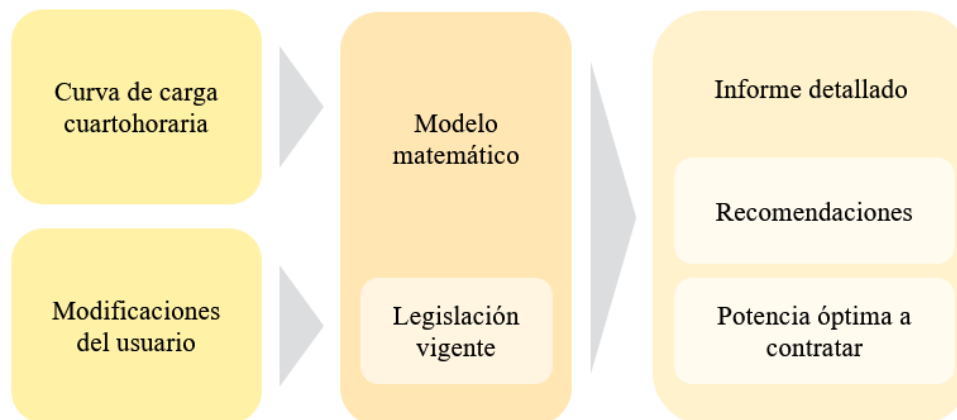 Curva de carga
cuartohoraria
Modificaciones
del usuario
Modelo
matemático
Legislación
vigente
Informe detallado
Recomendaciones
Potencia óptima a
contratar